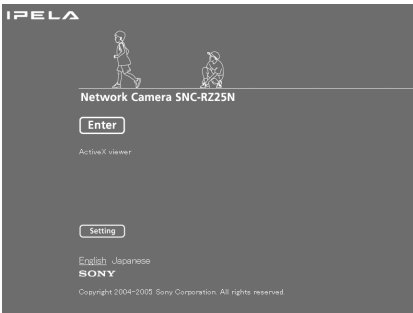 IPELA
Network Camera SNC-RZ25N
Enter
ActiveX viewer
Setting
English Japanese
SONY
Copyright 2004-2005 Sony Corporation. All rights reserved.